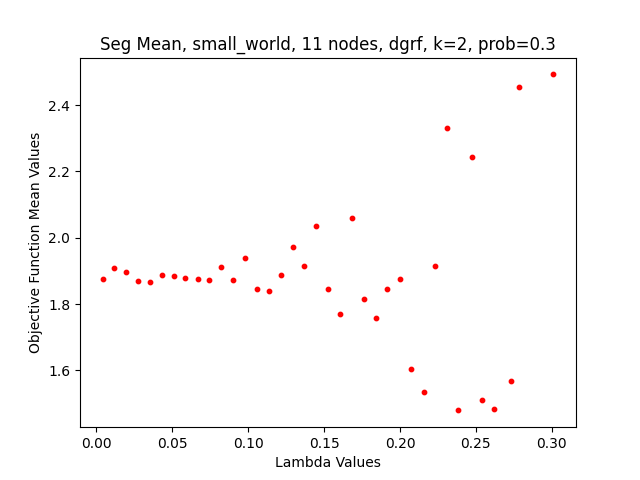 Seg Mean, small_world, 11 nodes, dgrf, k=2, prob=0.3
Objective Function Mean Values
2.4
2.2
2.0
1.8
1.6
0.00 0.05 0.10 0.15 0.20 0.25 0.30
Lambda Values